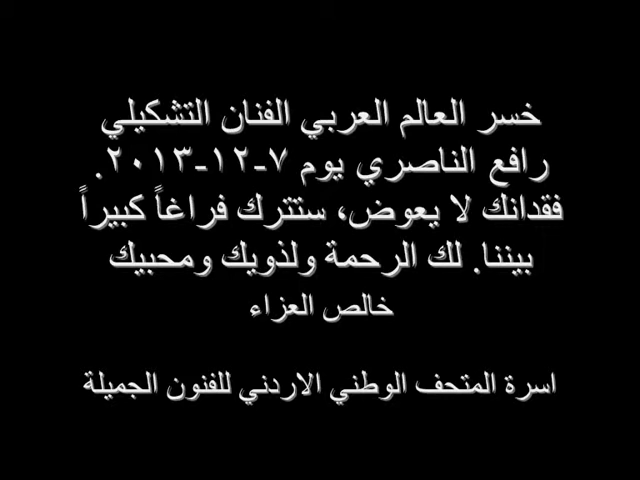 خسر العالم العربي الفنان التشكيلي
رافع الناصري يوم ٧-١٢-٢٠١٣.
فقدانك لا يعوض، ستترك فراغاً كبيراً
بيننا. لك الرحمة ولذويك ومحبيك
خالص العزاء
اسرة المتحف الوطني الاردني للفنون الجميلة